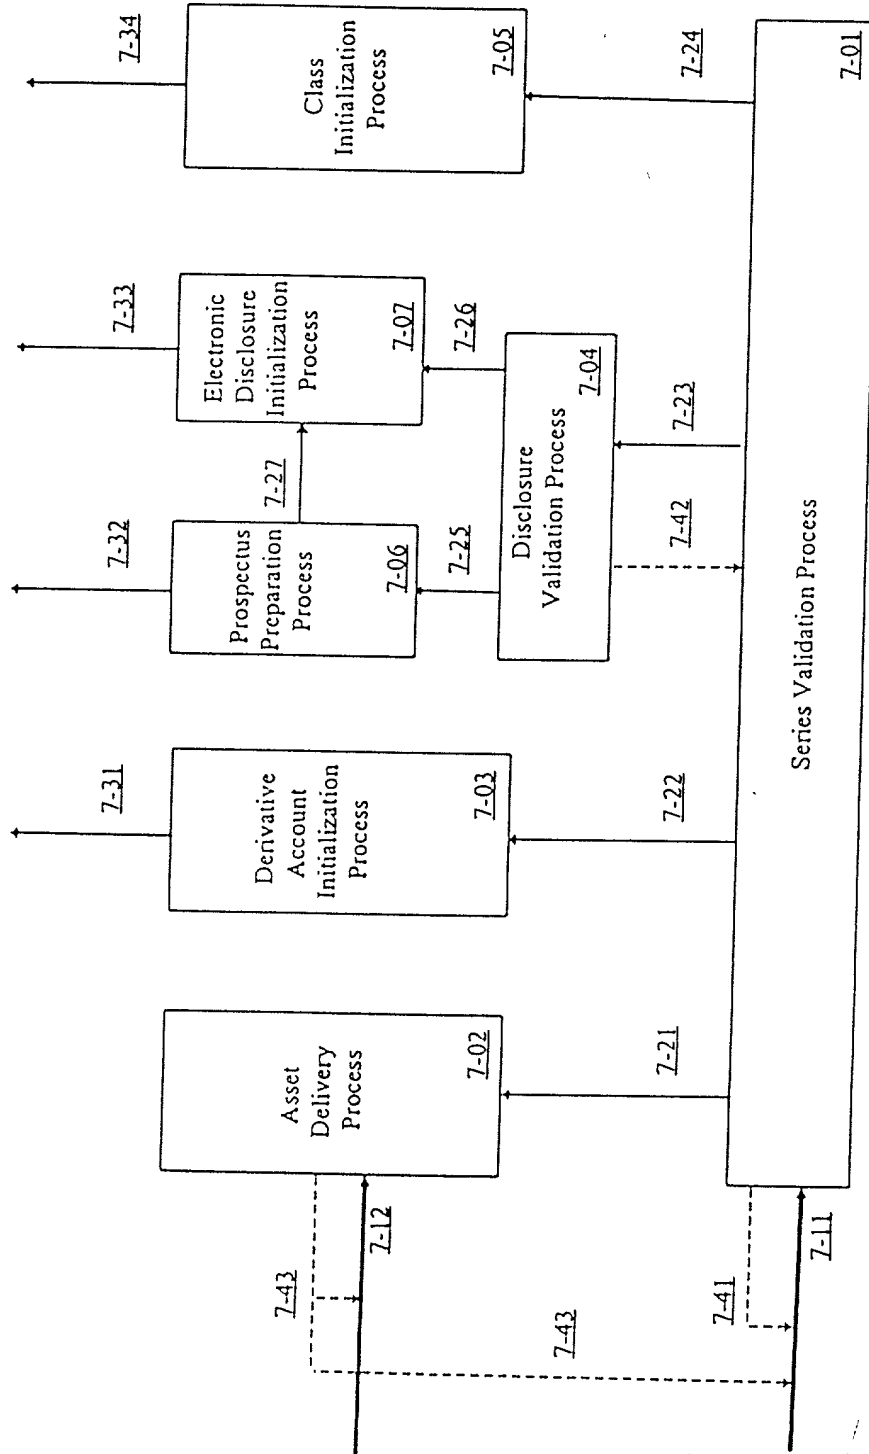 7-31
7-32
7-33
7-34
Asset
Delivery
Process
7-02
Derivative
Account
Initialization
Process
7-03
Prospectus
Preparation
Process
7-06
Electronic
Disclosure
Initialization
Process
7-07
Class
Initialization
Process
7-05
7-43
7-12
7-27
7-25
7-26
Disclosure
Validation Process
7-04
7-43
7-21
7-22
7-42
7-23
7-24
7-41
7-11
Series Validation Process
7-01